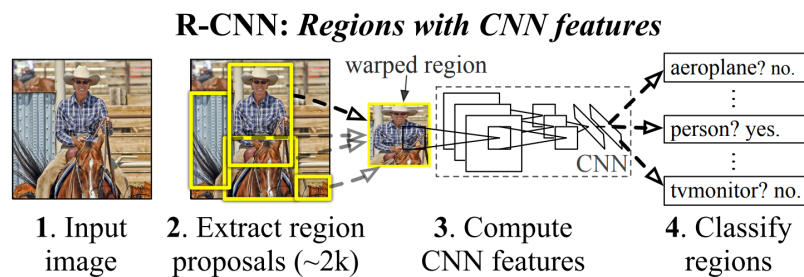 R-CNN: Regions with CNN features
warped region
aeroplane? no.
person? yes.
tvmonitor? no.
CNN
1. Input
image
2. Extract region
proposals (~2k)
3. Compute
CNN features
4. Classify
regions